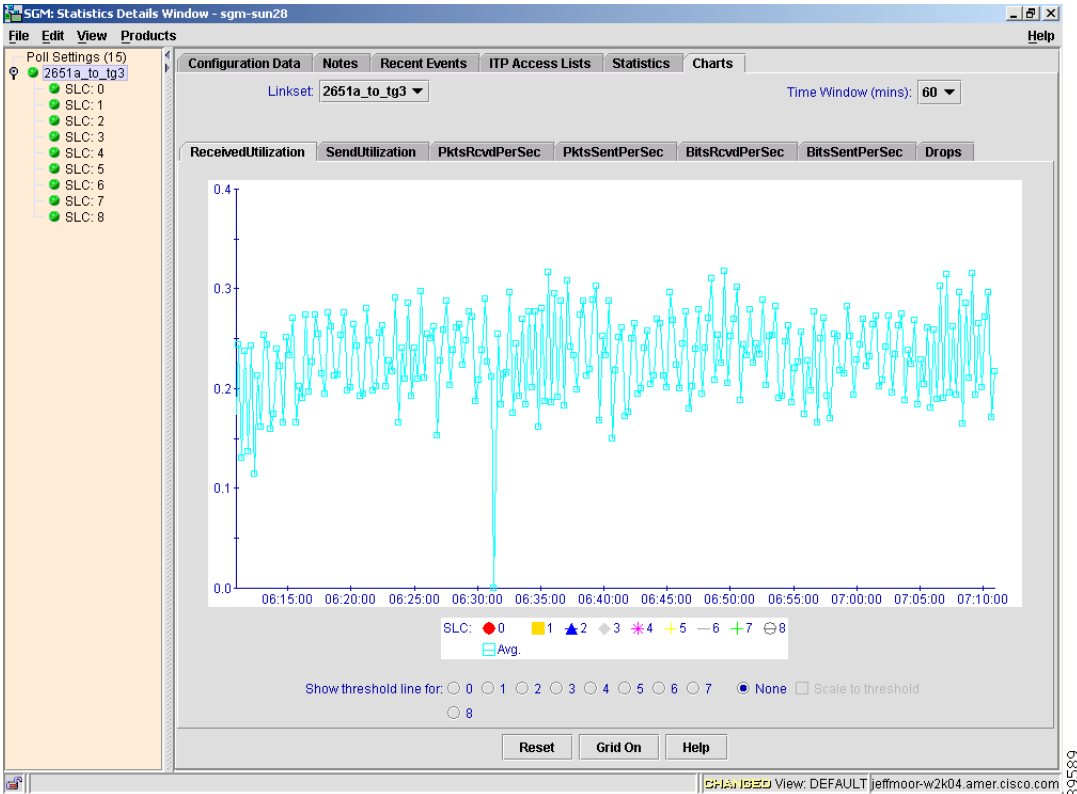 SGM: Statistics Details Window - sgm-sun28
File Edit View Products Help
Poll Settings (15)
2651a_to_tg3
SLC: 0
SLC: 1
SLC: 2
SLC: 3
SLC: 4
SLC: 5
SLC: 6
SLC: 7
SLC: 8
Configuration Data Notes Recent Events ITP Access Lists Statistics Charts
Linkset: 2651a_to_tg3 Time Window (mins): 60
ReceivedUtilization SendUtilization PktsRcvdPerSec PktsSentPerSec BitsRcvdPerSec BitsSentPerSec Drops
0.4
0.3
0.2
0.1
0.0
06:15:00 06:20:00 06:25:00 06:30:00 06:35:00 06:40:00 06:45:00 06:50:00 06:55:00 07:00:00 07:05:00 07:10:00
SLC: 0 1 2 3 4 5 6 7 8
Avg.
Show threshold line for: 0 1 2 3 4 5 6 7 None Scale to threshold
8
Reset Grid On Help
CHANGED View: DEFAULT jeffmoor-w2k04.amer.cisco.com
89589